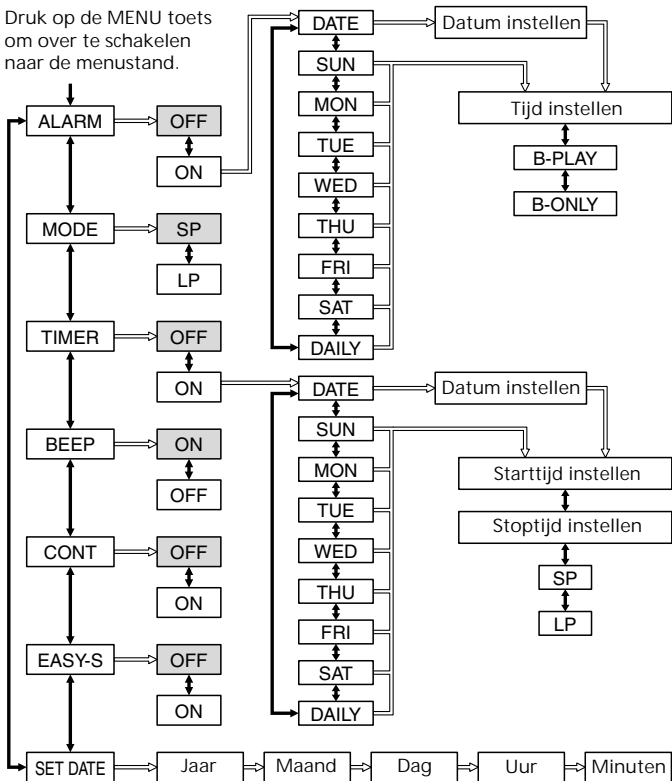 Druk op de MENU toets
om over te schakelen
naar de menustand.
ALARM
OFF
ON
DATE
Datum instellen
SUN
MON
TUE
WED
THU
FRI
SAT
DAILY
Tijd instellen
B-PLAY
B-ONLY
MODE
SP
LP
TIMER
OFF
ON
DATE
Datum instellen
SUN
MON
TUE
WED
THU
FRI
SAT
DAILY
Starttijd instellen
Stoptijd instellen
SP
LP
BEEP
ON
OFF
CONT
OFF
ON
EASY-S
OFF
ON
SET DATE
Jaar
Maand
Dag
Uur
Minuten